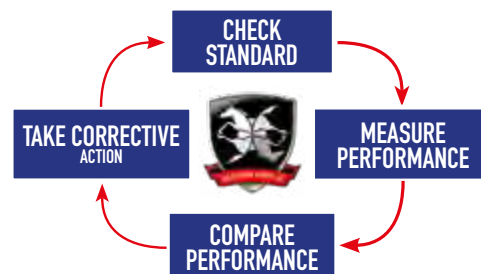 CHECK
STANDARD
MEASURE
PERFORMANCE
COMPARE
PERFORMANCE
TAKE CORRECTIVE
ACTION